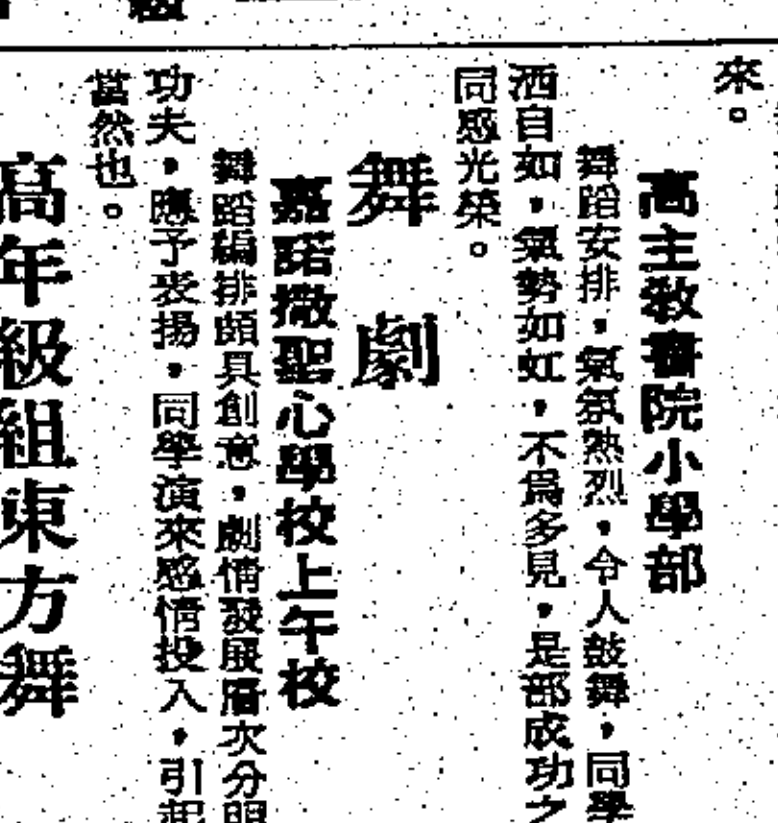 來。
高主教書院小學部
舞蹈安排，氣氛熱烈，令人鼓舞，同學
洒自如，氣勢如虹，不爲多見，是部成功之
同感光榮。
舞劇
嘉諾撒聖心學校上午校
舞蹈編排頗具創意，劇情發展層次分明
功夫，應予表揚，同學演來感情投入，引起
當然也。
高年級組東方舞